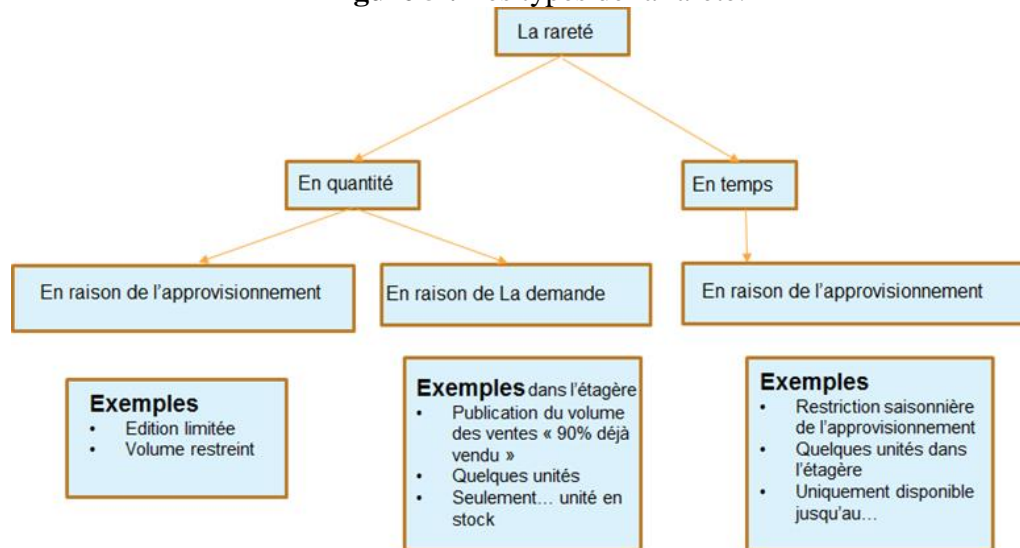 La rareté
En quantité
En temps
En raison de l'approvisionnement
En raison de La demande
En raison de l'approvisionnement
Exemples
• Edition limitée
• Volume restreint
Exemples dans l'étagère
• Publication du volume
des ventes « 90% déjà
vendu »
• Quelques unités
• Seulement… unité en
stock
Exemples
• Restriction saisonnière
de l'approvisionnement
• Quelques unités dans
l'étagère
• Uniquement disponible
jusqu'au…